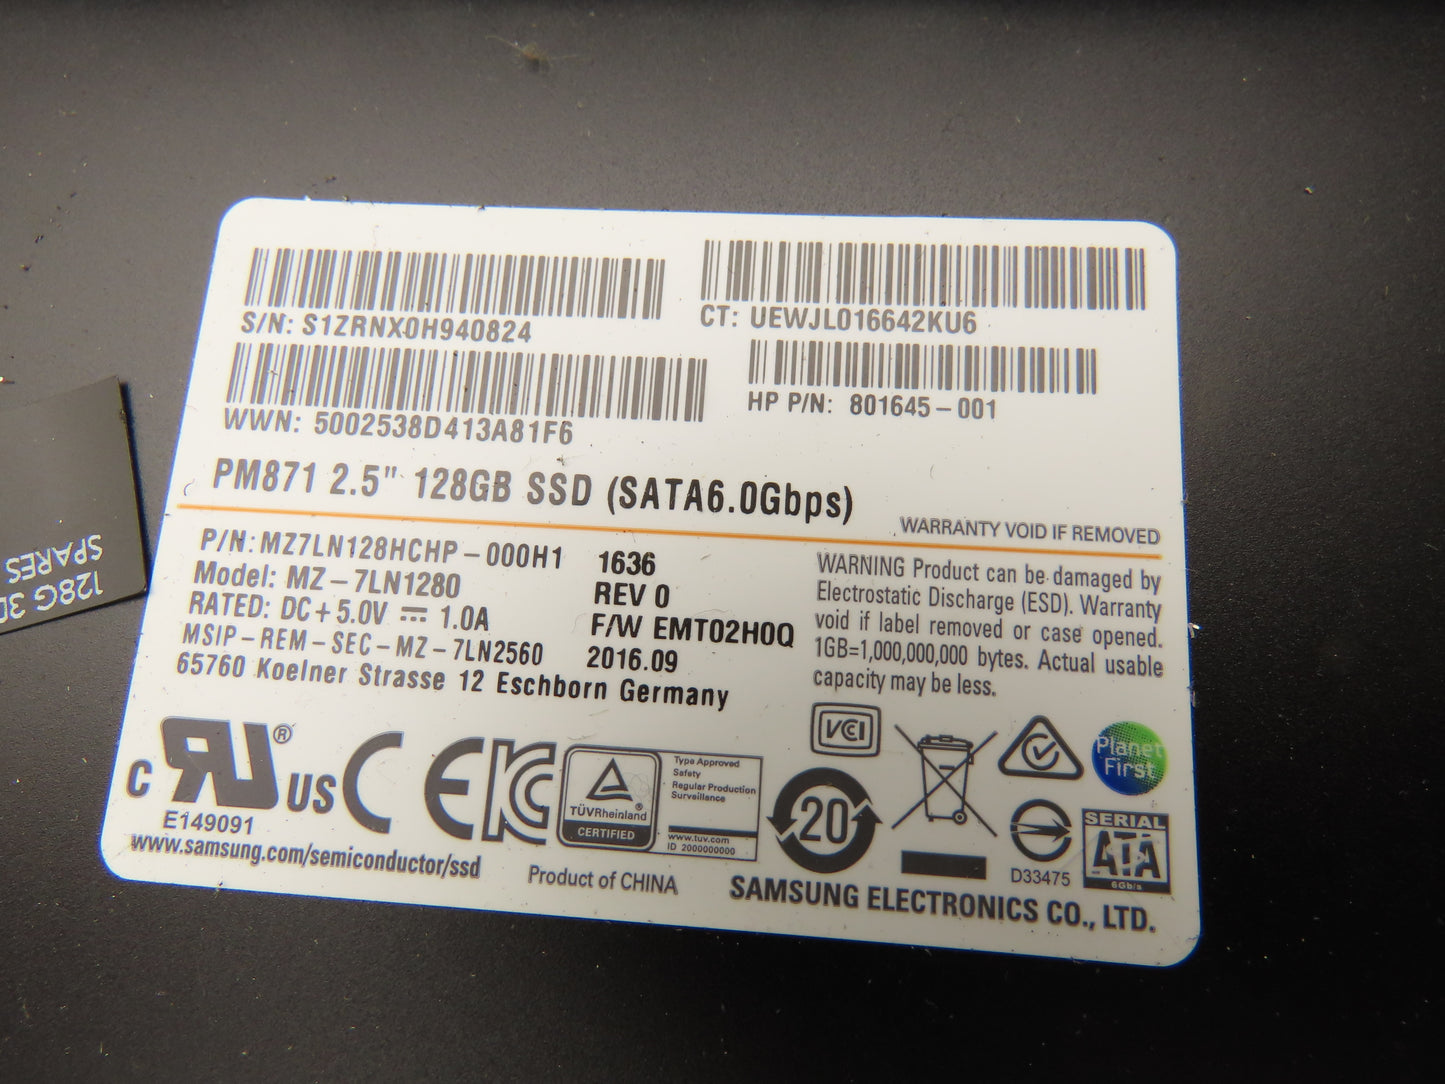 S/N: S1ZRNX0H940824
CT: UEWJL016642KU6
WWN: 5002538D413A81F6
HP P/N: 801645-001
PM871 2.5" 128GB SSD (SATA6.0Gbps)
WARRANTY VOID IF REMOVED
P/N: MZ7LN128HCHP-000H1 1636
Model: MZ-7LN1280 REV 0
RATED: DC+5.0V ⎓ 1.0A F/W EMT02H0Q
MSIP-REM-SEC-MZ-7LN2560 2016.09
65760 Koelner Strasse 12 Eschborn Germany
WARNING Product can be damaged by
Electrostatic Discharge (ESD). Warranty
void if label removed or case opened.
1GB=1,000,000,000 bytes. Actual usable
capacity may be less.
C RU® US
E149091
CE
KC
TÜVRheinland®
CERTIFIED
Type Approved
Safety
Regular Production
Surveillance
www.tuv.com
ID 2000000000
VCI
20
Planet
First
D33475
SERIAL
ATA
6Gb/s
www.samsung.com/semiconductor/ssd
Product of CHINA
SAMSUNG ELECTRONICS CO., LTD.
128G 3D
SPARES